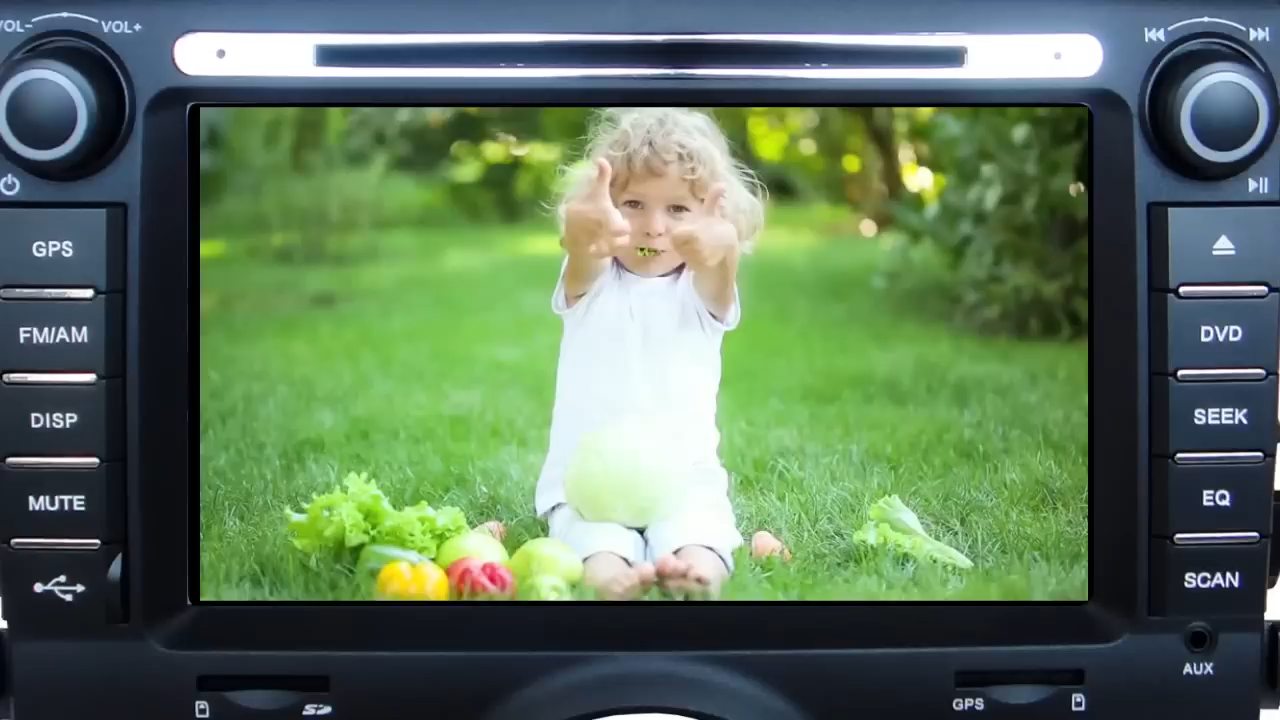 VOL-
VOL+
GPS
FM/AM
DISP
MUTE
DVD
SEEK
EQ
SCAN
AUX
SD
GPS